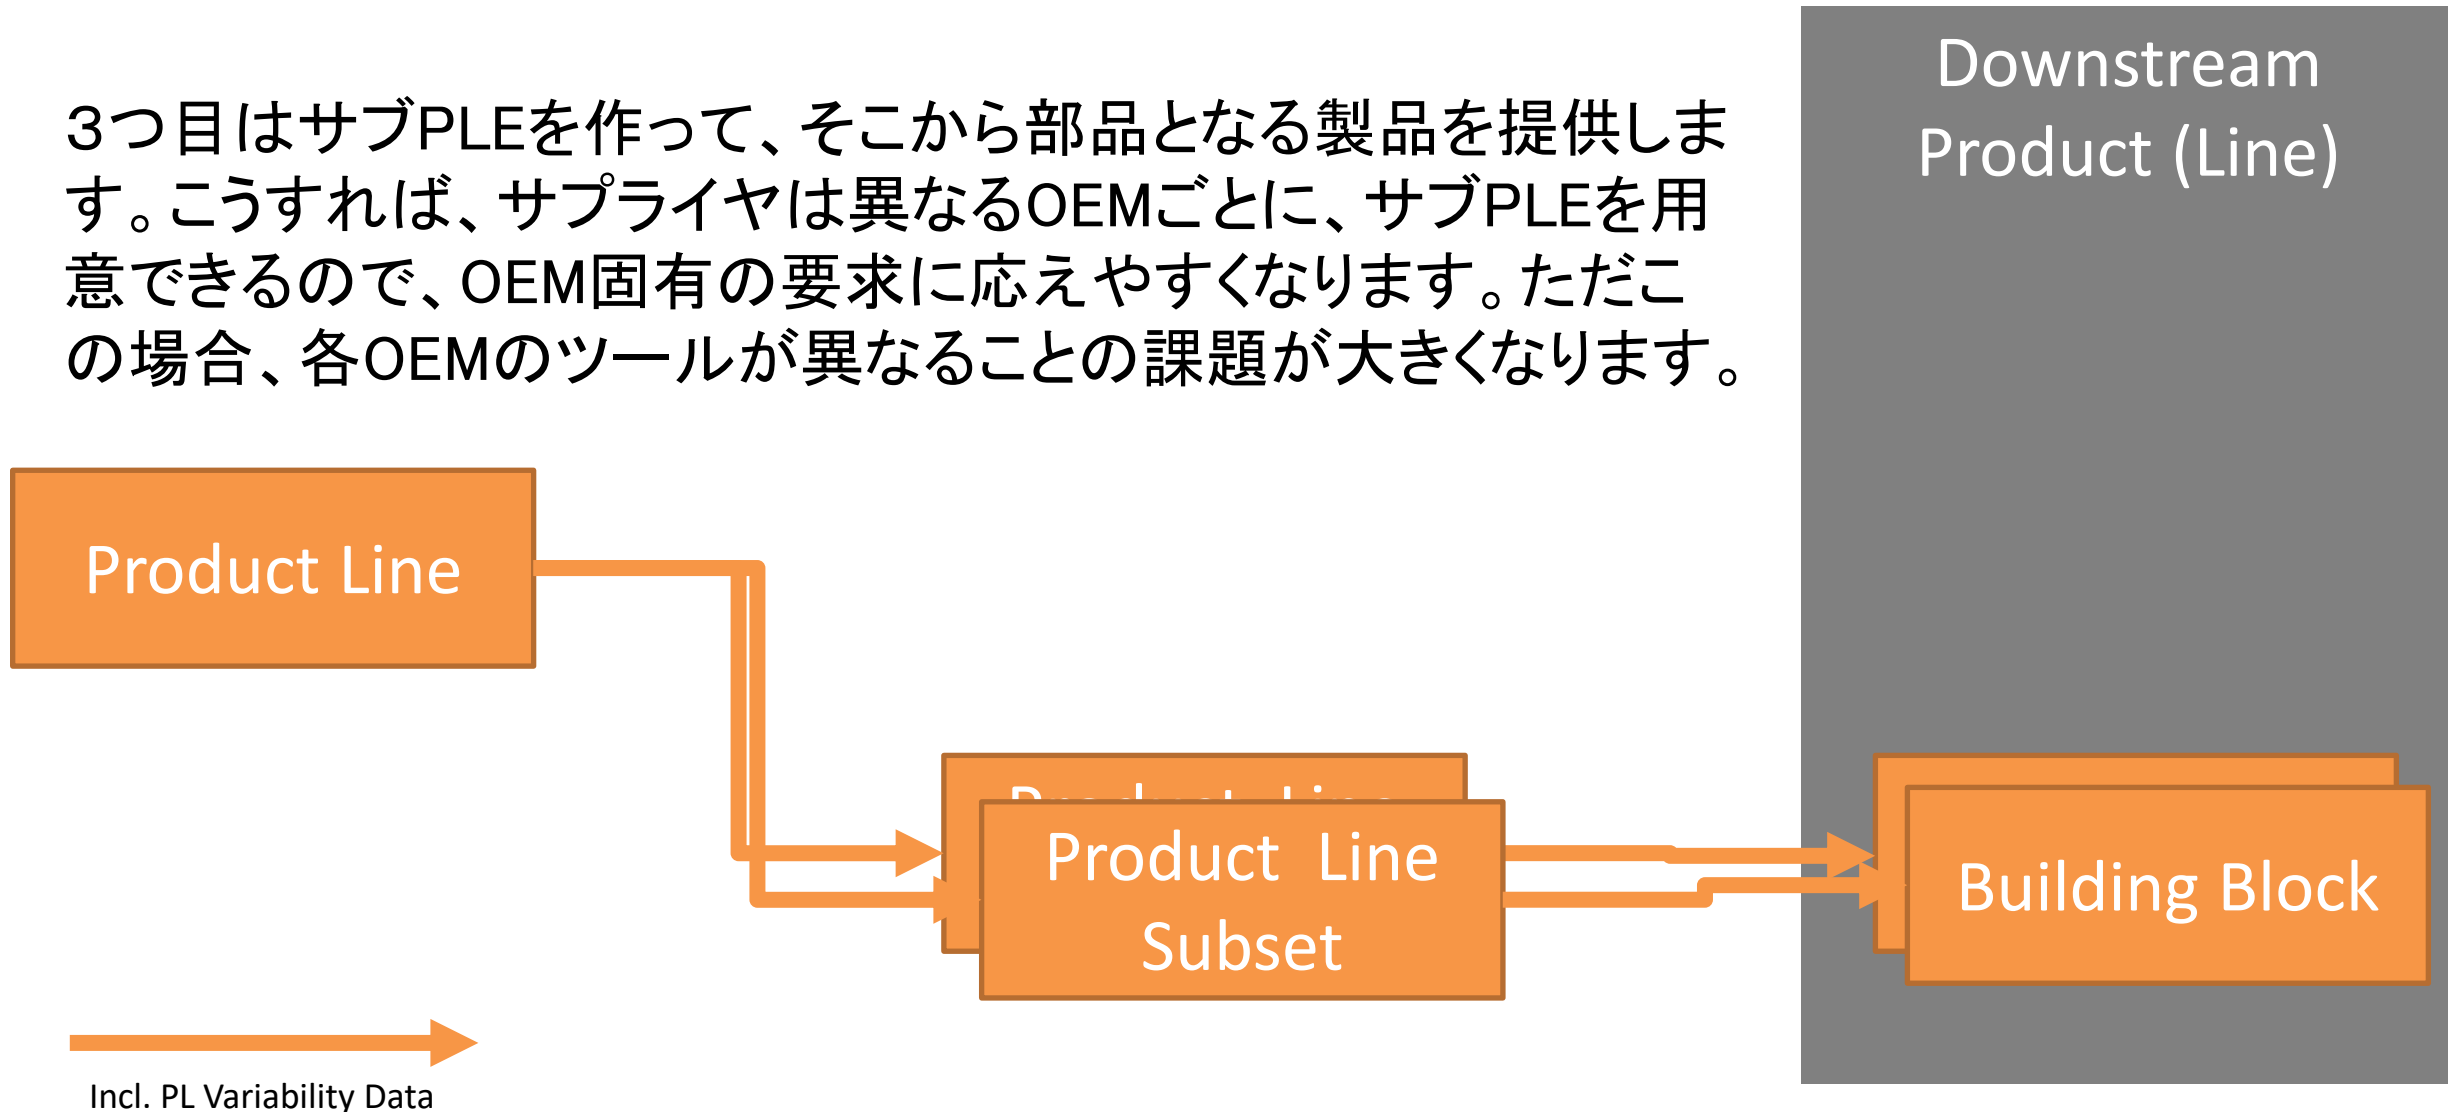 ３つ目はサブPLEを作って、そこから部品となる製品を提供しま
す。こうすれば、サプライヤは異なるOEMごとに、サブPLEを用
意できるので、OEM固有の要求に応えやすくなります。ただこ
の場合、各OEMのツールが異なることの課題が大きくなります。
Downstream
Product (Line)
Product Line
Product Line
Product Line
Subset
Building Block
Incl. PL Variability Data